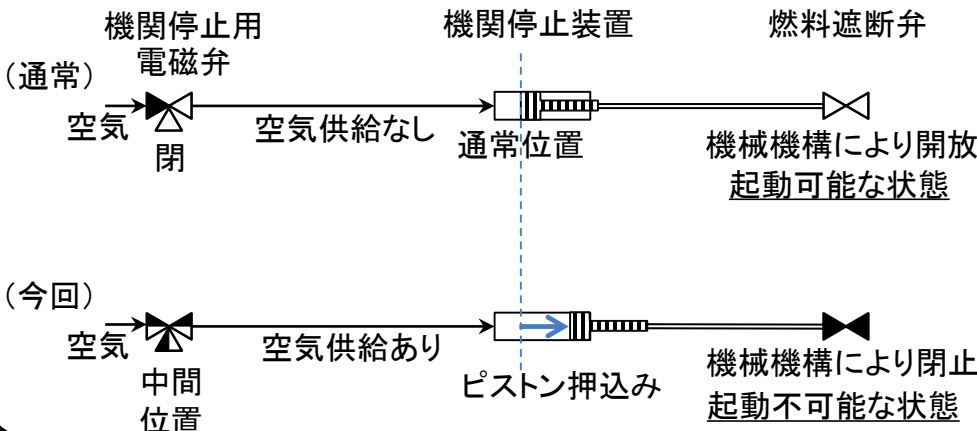 機関停止用
電磁弁
機関停止装置
燃料遮断弁
（通常）
空気
閉
空気供給なし
通常位置
機械機構により開放
起動可能な状態
（今回）
空気
中間
位置
空気供給あり
ピストン押込み
機械機構により閉止
起動不可能な状態